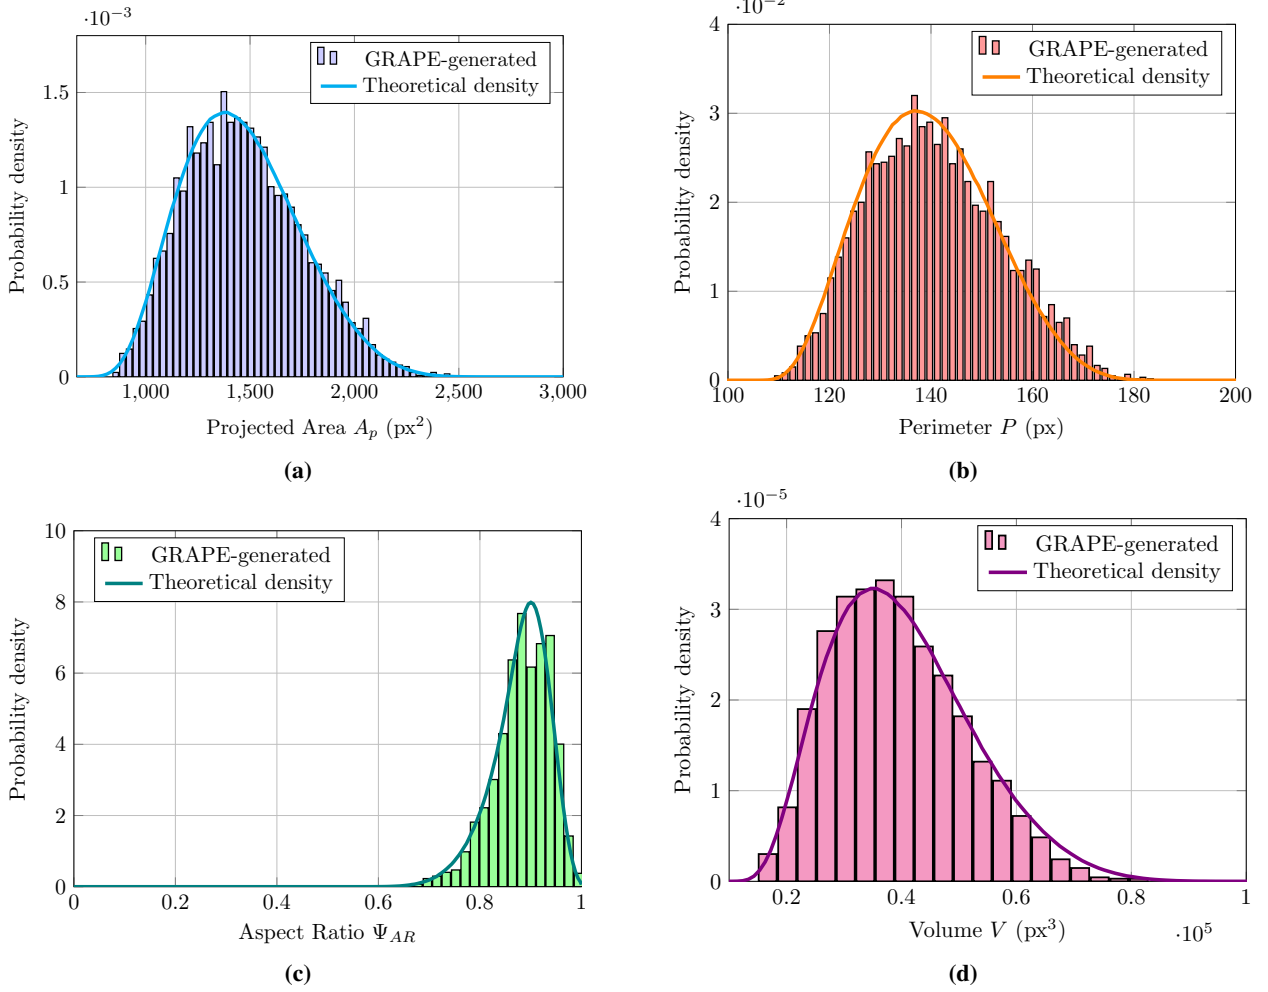 ·10⁻³
GRAPE-generated
Theoretical density
Probability density
1.5
1
0.5
0
1,000
1,500
2,000
2,500
3,000
Projected Area A_p (px²)
(a)
·10⁻²
GRAPE-generated
Theoretical density
Probability density
4
3
2
1
0
100
120
140
160
180
200
Perimeter P (px)
(b)
GRAPE-generated
Theoretical density
Probability density
10
8
6
4
2
0
0
0.2
0.4
0.6
0.8
1
Aspect Ratio Ψ_AR
(c)
·10⁻⁵
GRAPE-generated
Theoretical density
Probability density
4
3
2
1
0
0.2
0.4
0.6
0.8
1
Volume V (px³)
·10⁵
(d)